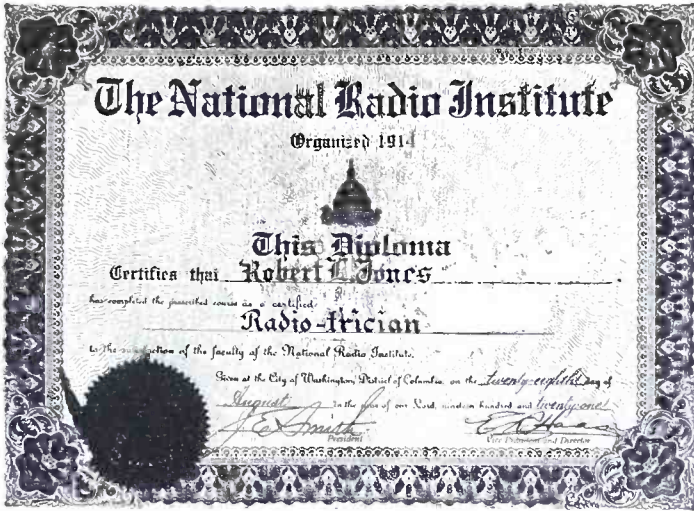 The National Radio Institute
Organized 1914
This Diploma
Certifies that Robert L. Jones
has completed the prescribed course as a certified
Radio-trician
to the satisfaction of the faculty of the National Radio Institute.
Given at the City of Washington, District of Columbia on the twenty-eighth day of
August in the year of our Lord, nineteen hundred and twenty-one
J. E. Smith
President
Vice President and Director